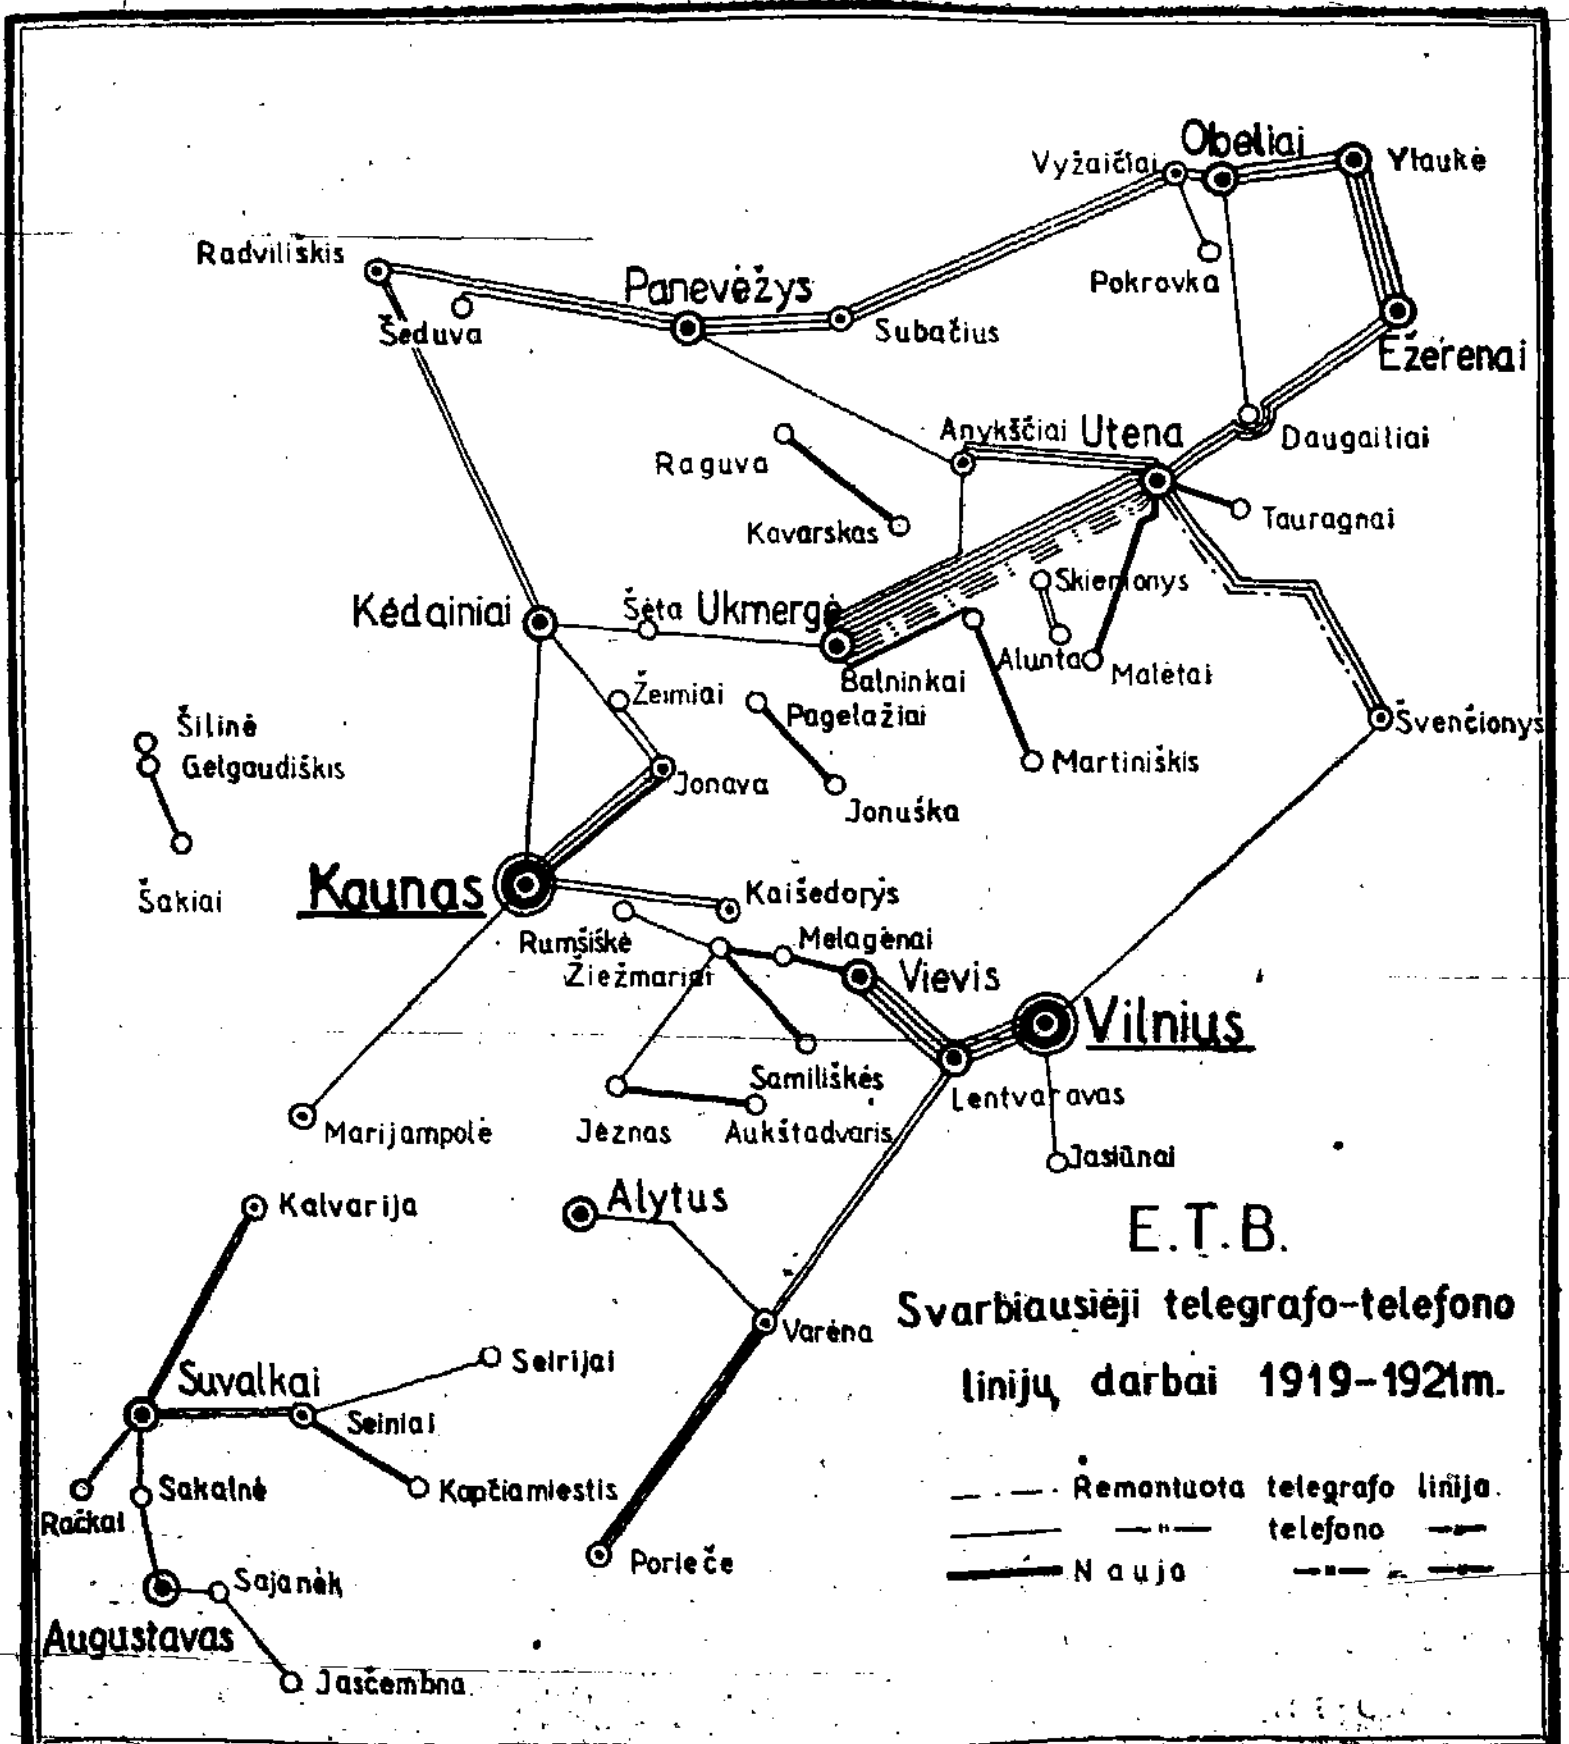 Obeliai
Vyžaičiai
Ylaukė
Radviliškis
Pokrovka
Panevėžys
Šeduva
Subačius
Ežerenai
Anykščiai
Utena
Daugailiai
Raguva
Tauragnai
Kavarskas
Skiemonys
Kėdainiai
Šėta
Ukmergė
Alunta
Malėtai
Balninkai
Žeimiai
Pagelažiai
Švenčionys
Šilinė
Gelgaudiškis
Martiniškis
Jonava
Jonuška
Šakiai
Kaunas
Kaišedorys
Rumšiškė
Melagėnai
Žiežmariai
Vievis
Vilnius
Samiliškės
Lentvaravas
Marijampolė
Jėznas
Aukštadvaris
Jasiūnai
Kalvarija
Alytus
E.T.B.
Svarbiausiėji telegrafo-telefono
linijų darbai 1919-1921m.
Varėna
Seirijai
Suvalkai
Seiniai
Sakalnė
Kapčiamiestis
Račkai
Remontuota telegrafo linija.
—"— telefono —"—
Nauja —"— —"—
Poriečė
Sajanėk
Augustavas
Jasčembna